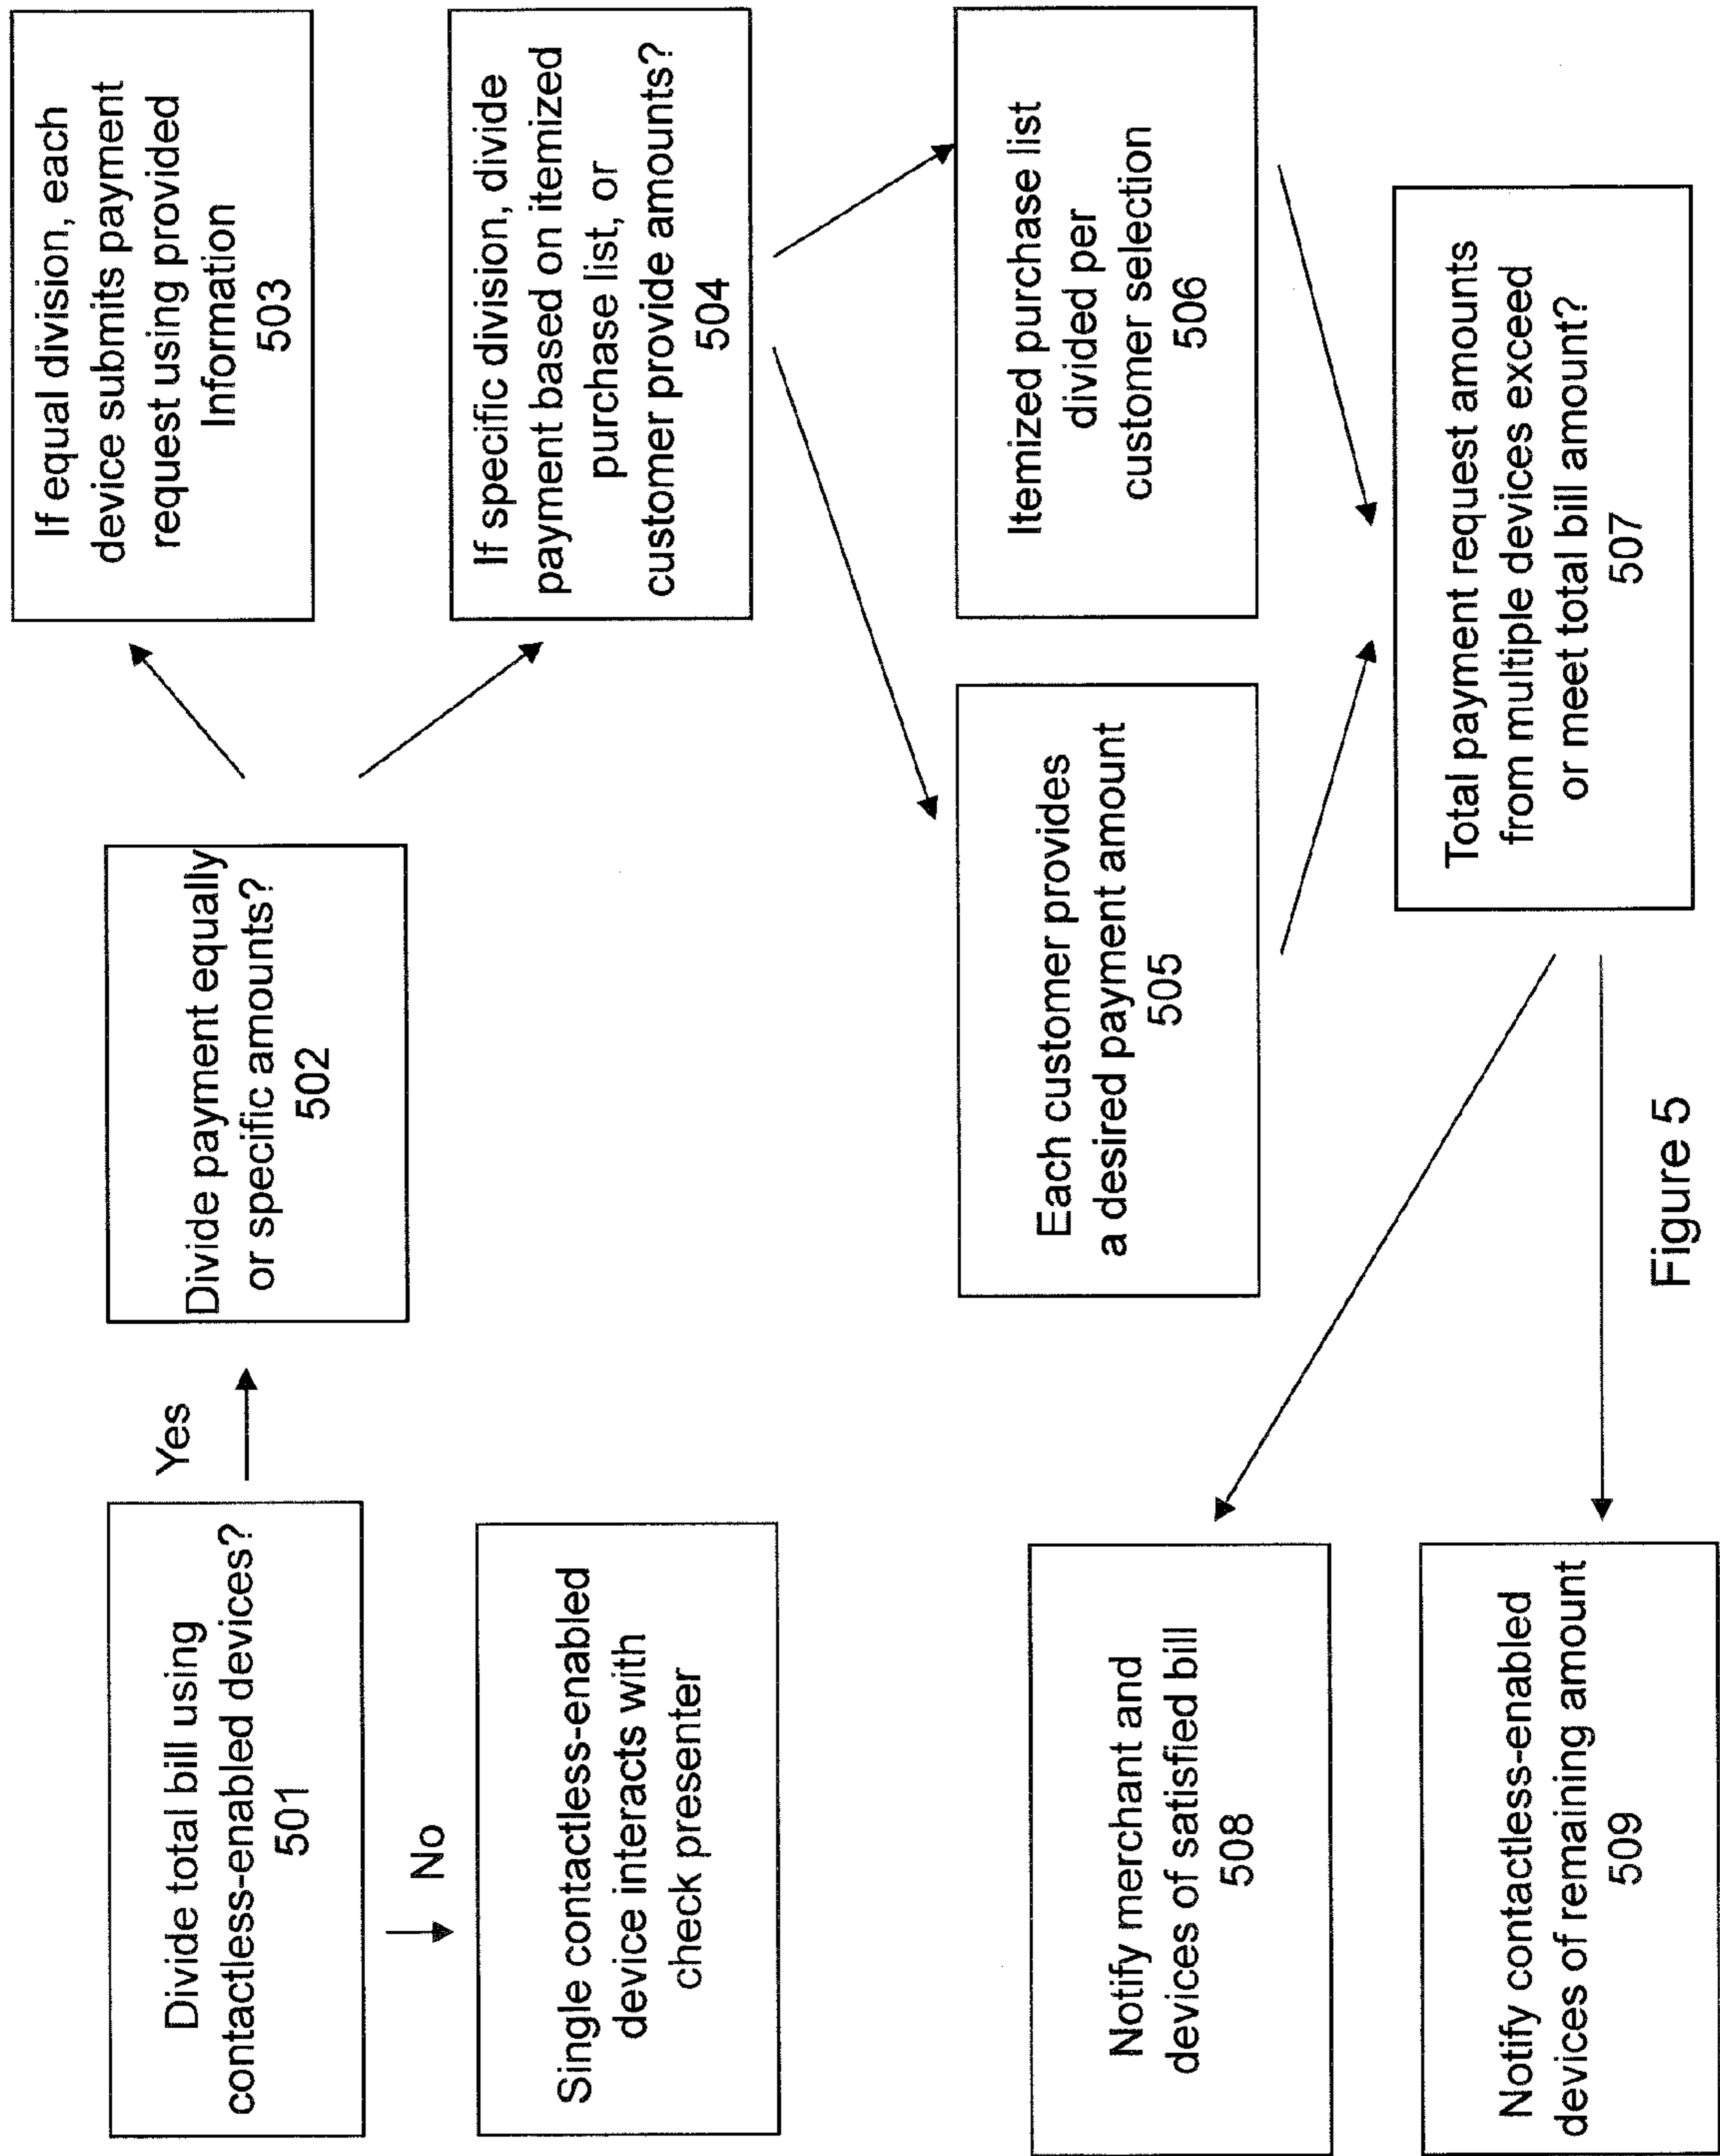 Divide total bill using
contactless-enabled devices?
501
Yes
No
Single contactless-enabled
device interacts with
check presenter
Divide payment equally
or specific amounts?
502
If equal division, each
device submits payment
request using provided
Information
503
If specific division, divide
payment based on itemized
purchase list, or
customer provide amounts?
504
Each customer provides
a desired payment amount
505
Itemized purchase list
divided per
customer selection
506
Total payment request amounts
from multiple devices exceed
or meet total bill amount?
507
Notify merchant and
devices of satisfied bill
508
Notify contactless-enabled
devices of remaining amount
509
Figure 5